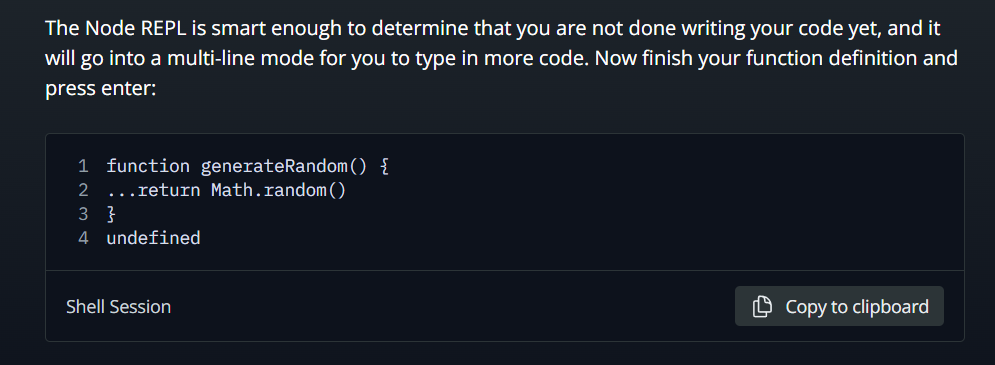 The Node REPL is smart enough to determine that you are not done writing your code yet, and it
will go into a multi-line mode for you to type in more code. Now finish your function definition and
press enter:
1 function generateRandom() {
2 ...return Math.random()
3 }
4 undefined
Shell Session
Copy to clipboard